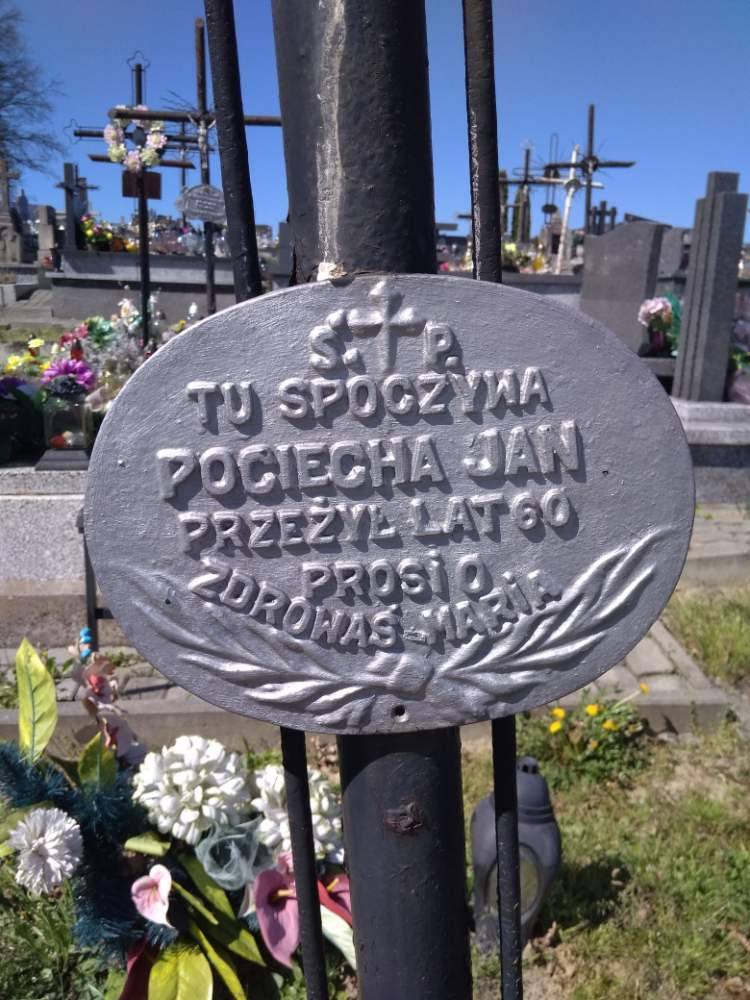 Ś. P.
TU SPOCZYWA
POCIECHA JAN
PRZEŻYŁ LAT 60
PROSI O
ZDROWAŚ-MARIA